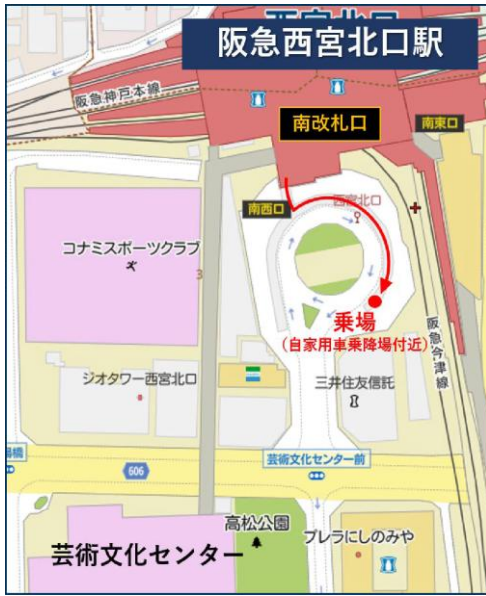 西宮北口
阪急西宮北口駅
阪急神戸本線
南改札口
南東口
西宮北口
南西口
コナミスポーツクラブ
3
乗場
(自家用車乗降場付近)
阪急今津線
ジオタワー西宮北口
三井住友信託
芸術文化センター前
606
高松公園
芸術文化センター
プレラにしのみや